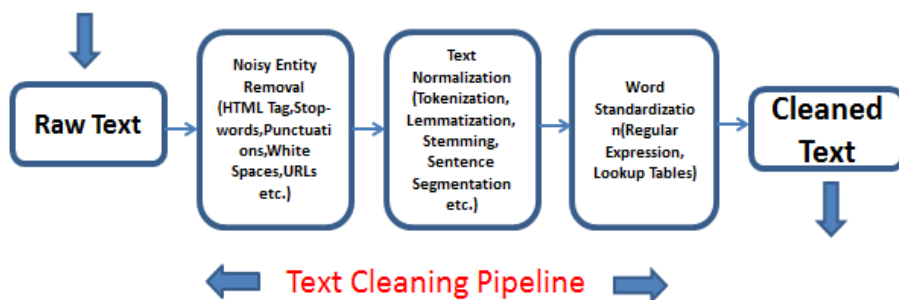 Raw Text
Noisy Entity
Removal
(HTML Tag,Stop-
words,Punctuati
ons,White
Spaces,URLs
etc.)
Text
Normalization
(Tokenization,
Lemmatization,
Stemming,
Sentence
Segmentation
etc.)
Word
Standardizatio
n(Regular
Expression,
Lookup Tables)
Cleaned
Text
Text Cleaning Pipeline